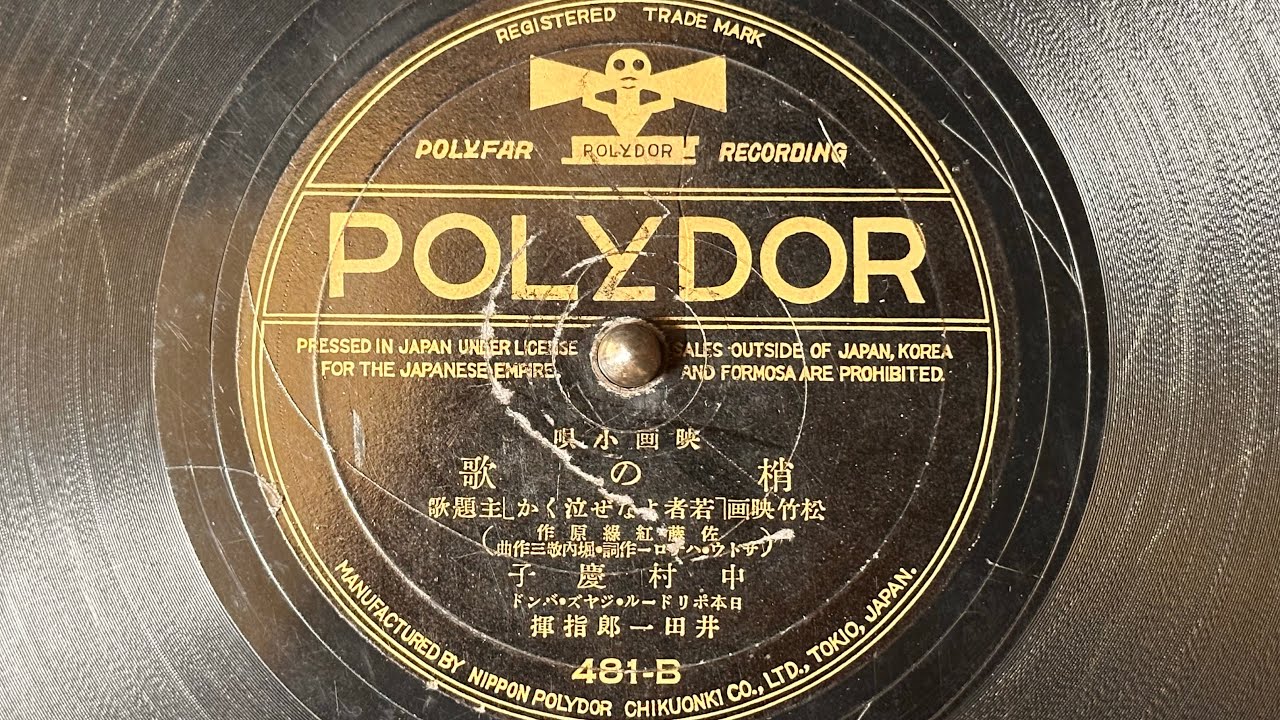 REGISTERED TRADE MARK
POLYFAR POLYDOR RECORDING
POLYDOR
PRESSED IN JAPAN UNDER LICENSE
FOR THE JAPANESE EMPIRE
SALES OUTSIDE OF JAPAN, KOREA
AND FORMOSA ARE PROHIBITED.
映画小唄
梢の歌
松竹映画「若者よなぜ泣くか」主題歌
(佐藤紅綠原作
サトウ・ハチロー作詞・堀內敬三作曲)
中村慶子
日本ポリドール・ジヤズ・バンド
井田一郎指揮
481-B
MANUFACTURED BY NIPPON POLYDOR CHIKUONKI CO., LTD., TOKIO, JAPAN.